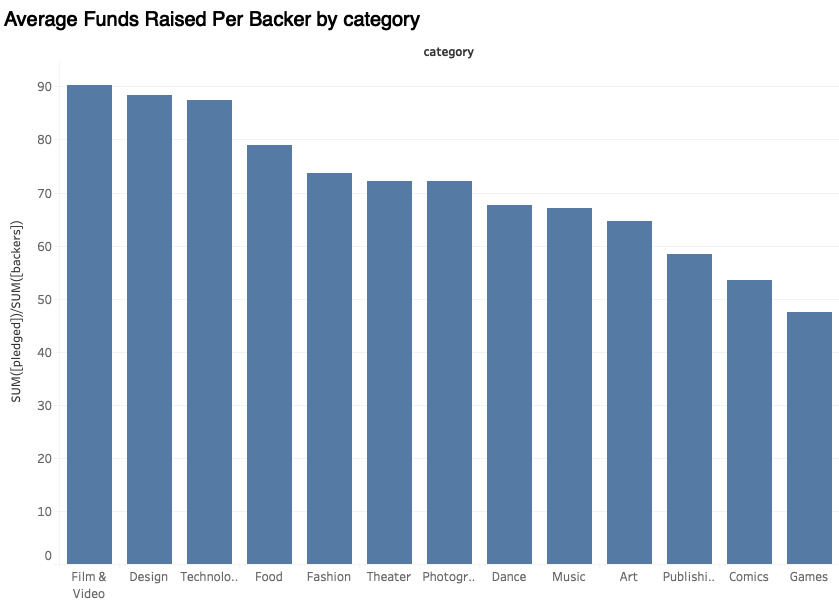 Average Funds Raised Per Backer by category
category
SUM([pledged])/SUM([backers])
90
80
70
60
50
40
30
20
10
0
Film &
Video
Design
Technolo..
Food
Fashion
Theater
Photogr..
Dance
Music
Art
Publishi..
Comics
Games